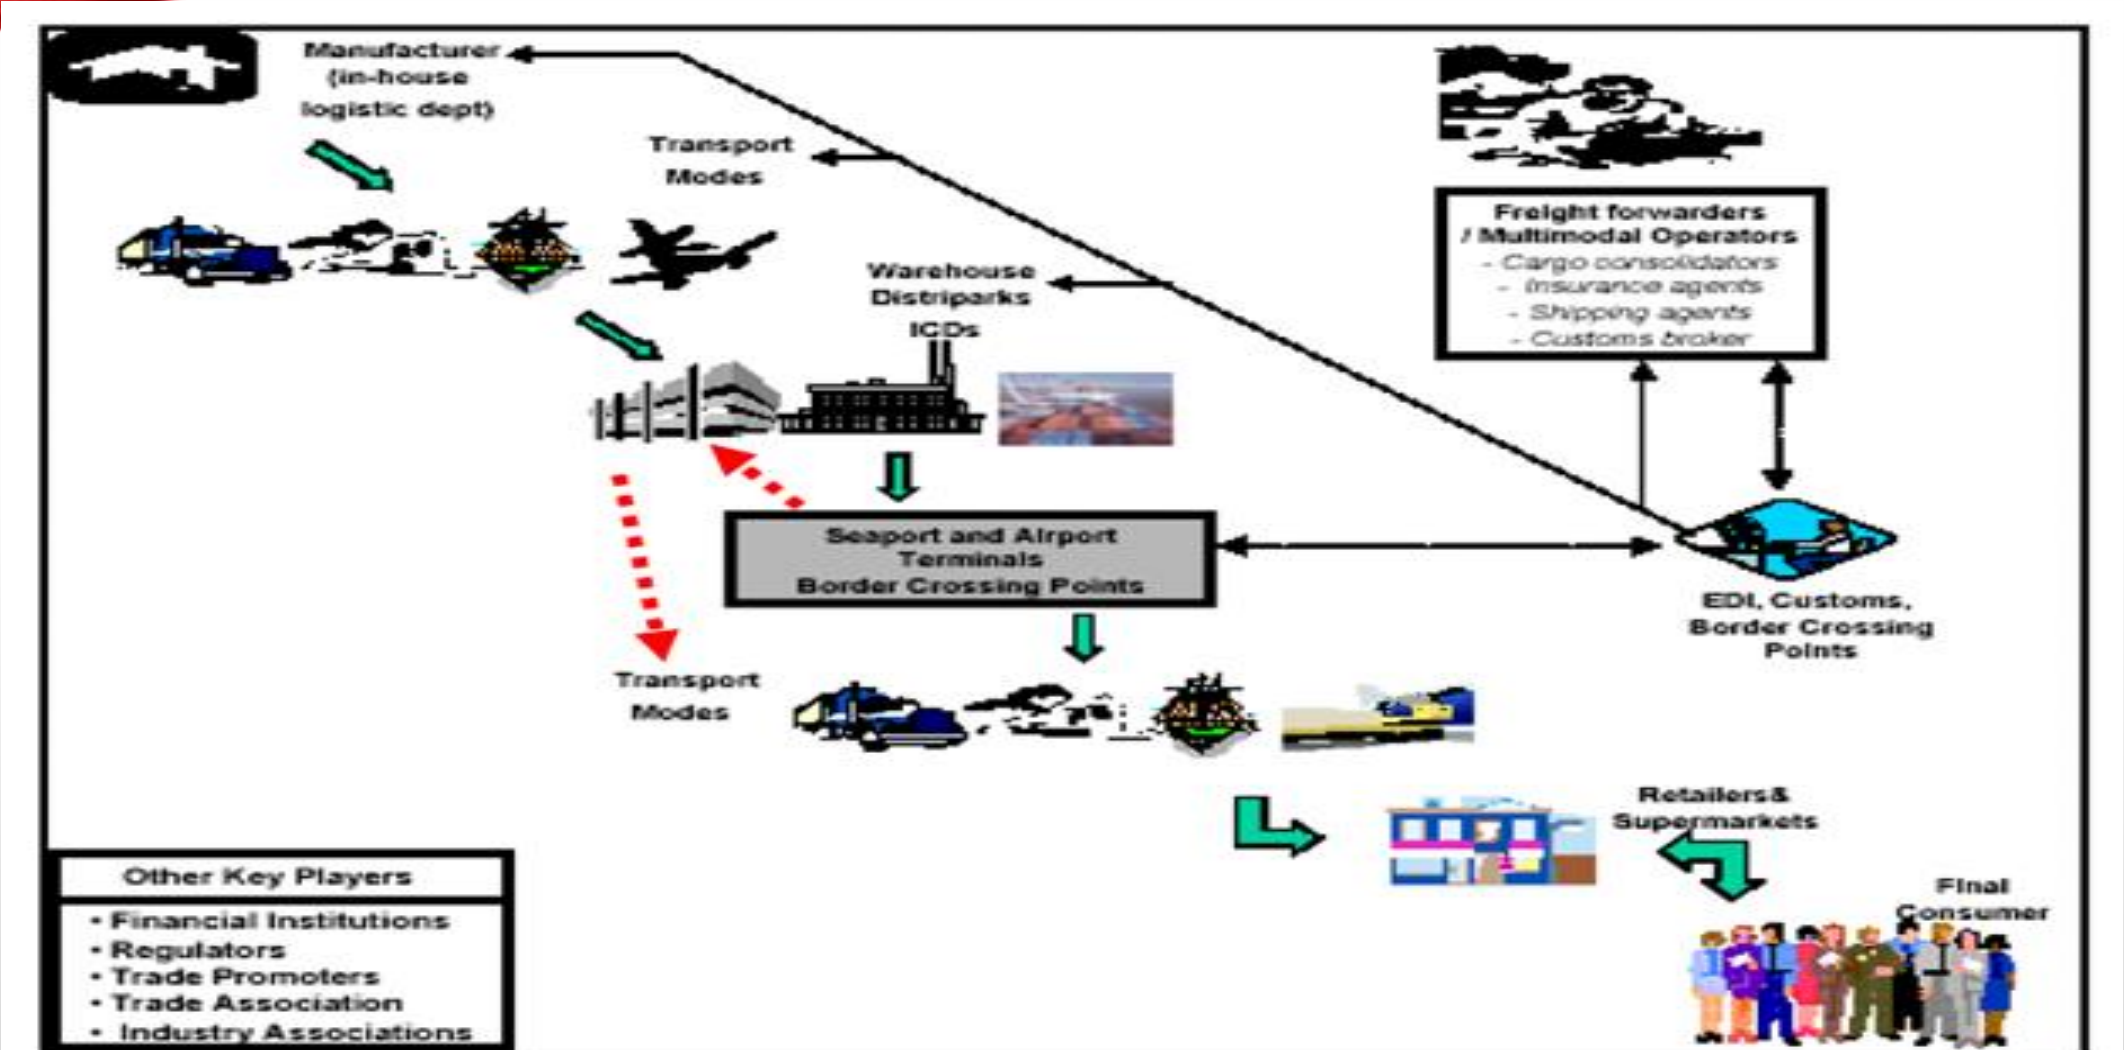 Manufacturer
(in-house
logistic dept)
Transport
Modes
Warehouse
Distriparks
ICDs
Freight forwarders
/ Multimodal Operators
- Cargo consolidators
- Insurance agents
- Shipping agents
- Customs broker
Seaport and Airport
Terminals
Border Crossing Points
EDI, Customs,
Border Crossing
Points
Transport
Modes
Retailers&
Supermarkets
Final
Consumer
Other Key Players
• Financial Institutions
• Regulators
• Trade Promoters
• Trade Association
• Industry Associations